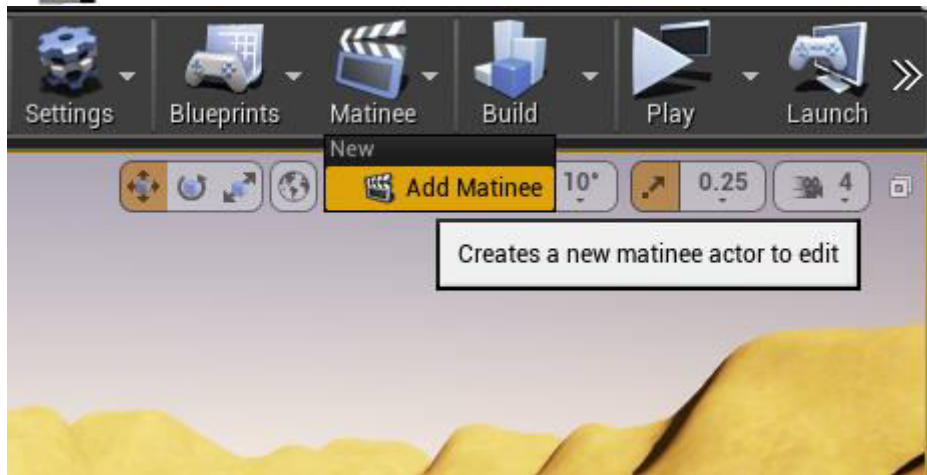 Settings
Blueprints
Matinee
Build
Play
Launch
New
Add Matinee
10°
0.25
4
Creates a new matinee actor to edit